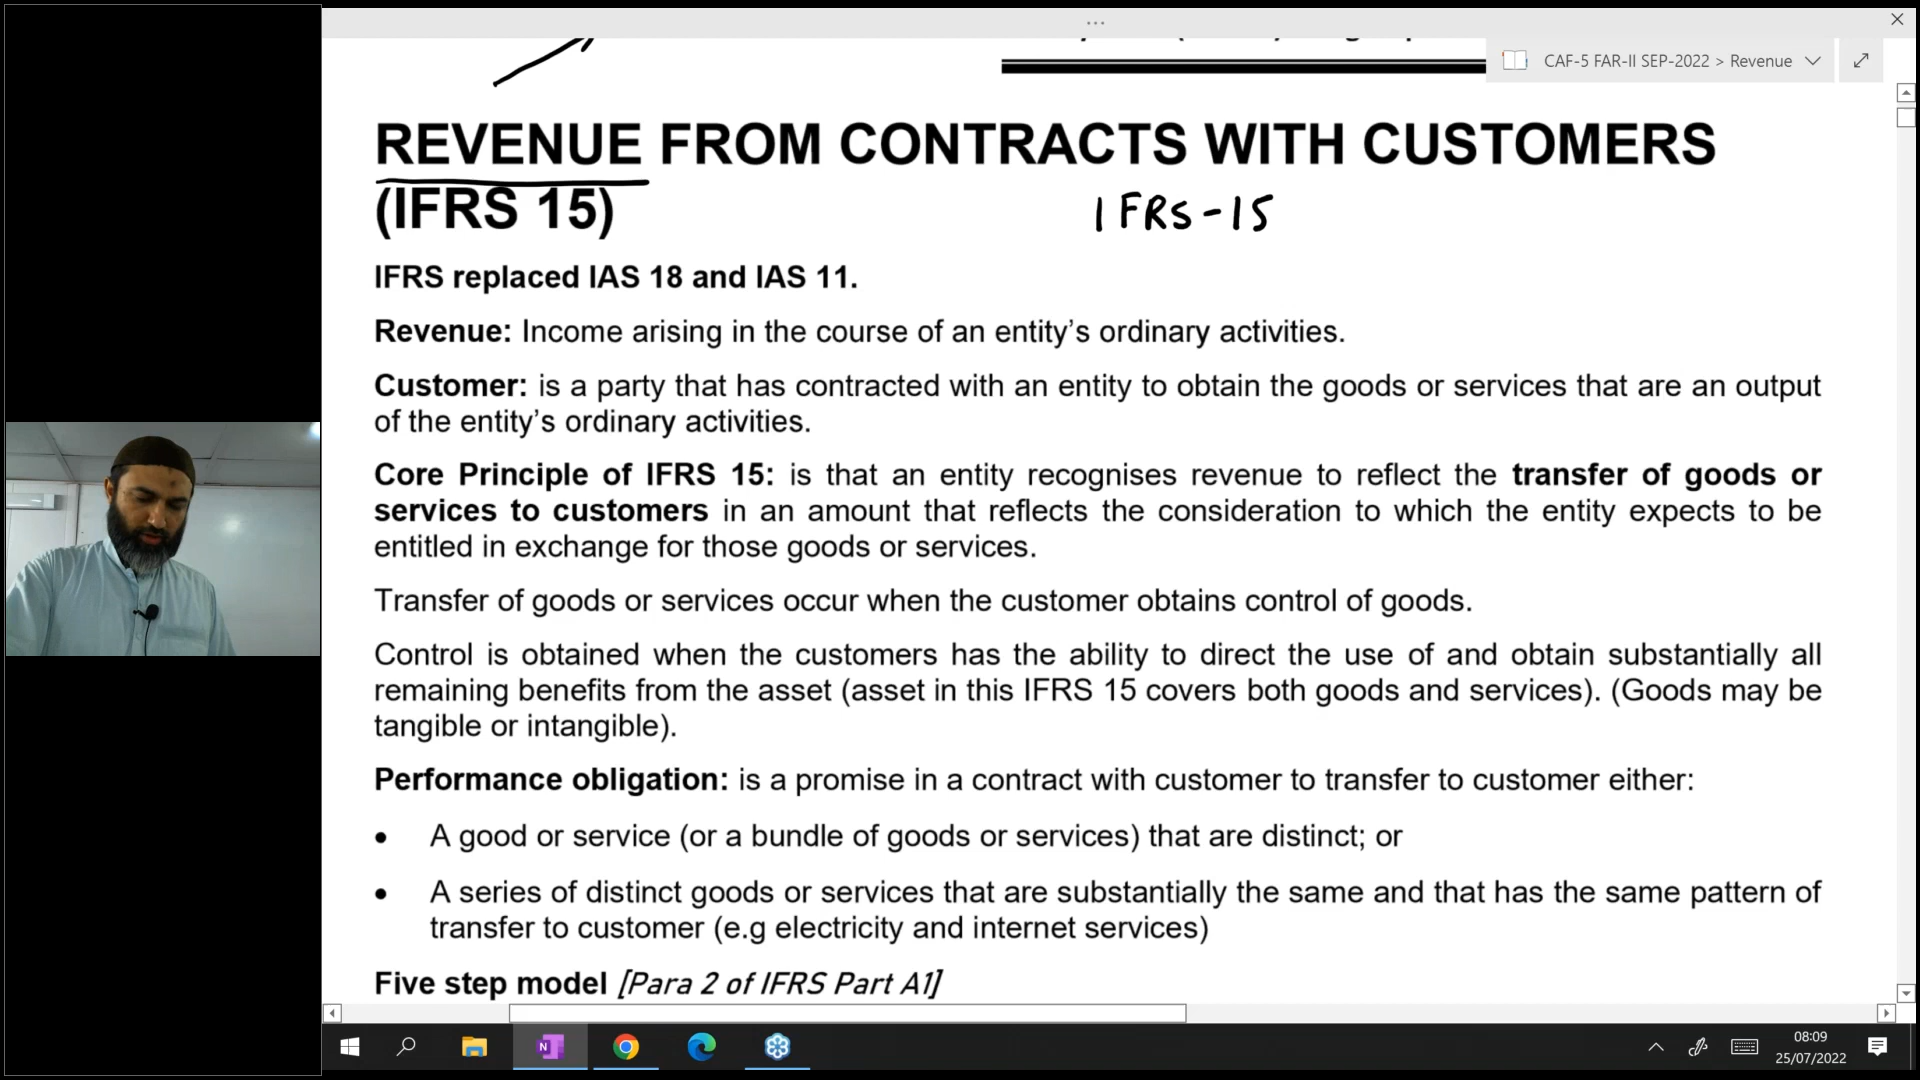 CAF-5 FAR-II SEP-2022 > Revenue
REVENUE FROM CONTRACTS WITH CUSTOMERS
(IFRS 15)
IFRS-15
IFRS replaced IAS 18 and IAS 11.
Revenue: Income arising in the course of an entity’s ordinary activities.
Customer: is a party that has contracted with an entity to obtain the goods or services that are an output
of the entity’s ordinary activities.
Core Principle of IFRS 15: is that an entity recognises revenue to reflect the transfer of goods or
services to customers in an amount that reflects the consideration to which the entity expects to be
entitled in exchange for those goods or services.
Transfer of goods or services occur when the customer obtains control of goods.
Control is obtained when the customers has the ability to direct the use of and obtain substantially all
remaining benefits from the asset (asset in this IFRS 15 covers both goods and services). (Goods may be
tangible or intangible).
Performance obligation: is a promise in a contract with customer to transfer to customer either:
• A good or service (or a bundle of goods or services) that are distinct; or
• A series of distinct goods or services that are substantially the same and that has the same pattern of
transfer to customer (e.g electricity and internet services)
Five step model [Para 2 of IFRS Part A1]
08:09
25/07/2022